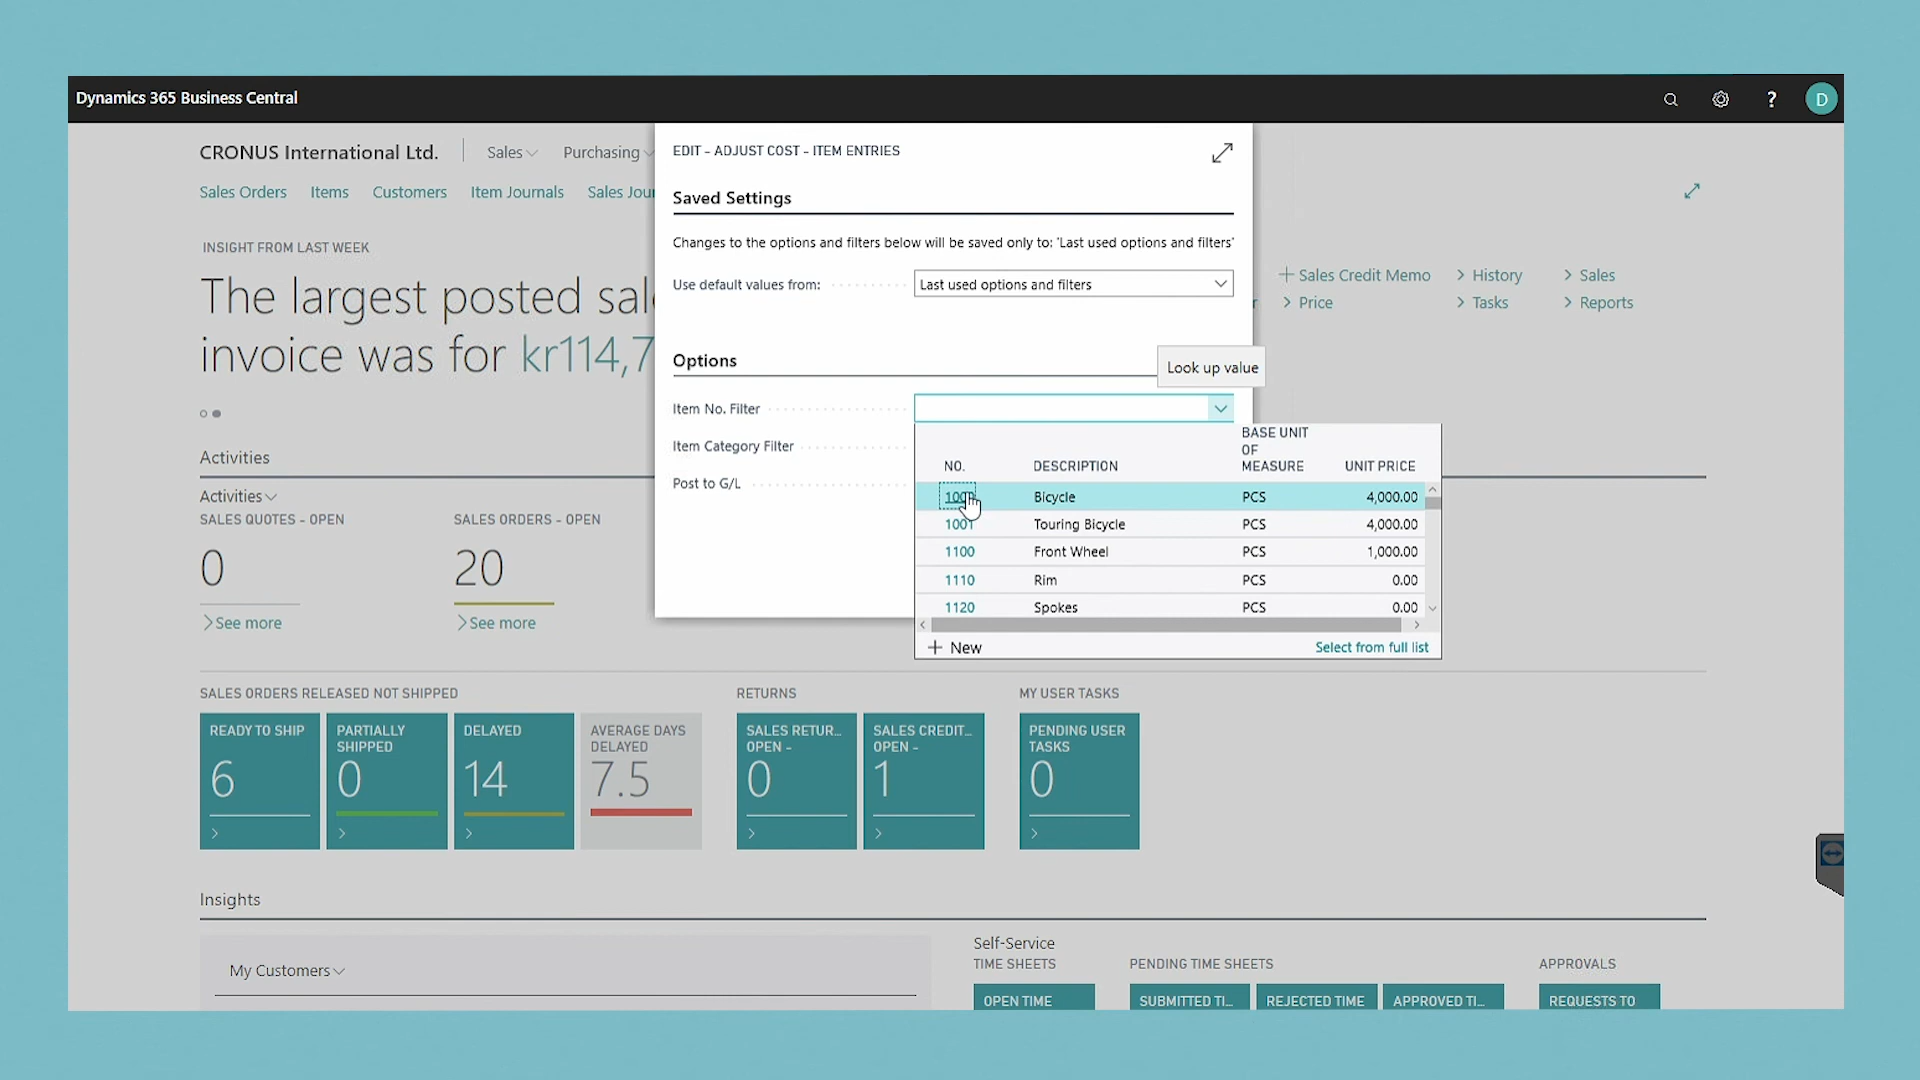 Dynamics 365 Business Central
?
D
CRONUS International Ltd.
Sales
Purchasing
Sales Orders
Items
Customers
Item Journals
Sales Jour
INSIGHT FROM LAST WEEK
The largest posted sal
invoice was for kr114,7
+ Sales Credit Memo
> History
> Sales
> Price
> Tasks
> Reports
EDIT - ADJUST COST - ITEM ENTRIES
Saved Settings
Changes to the options and filters below will be saved only to: 'Last used options and filters'
Use default values from:
Last used options and filters
Options
Look up value
Item No. Filter
Item Category Filter
Post to G/L
NO.
DESCRIPTION
BASE UNIT
OF
MEASURE
UNIT PRICE
Bicycle PCS 4,000.00
1001 Touring Bicycle PCS 4,000.00
1100 Front Wheel PCS 1,000.00
1110 Rim PCS 0.00
1120 Spokes PCS 0.00
+ New
Select from full list
Activities
Activities
SALES QUOTES - OPEN
0
> See more
SALES ORDERS - OPEN
20
> See more
SALES ORDERS RELEASED NOT SHIPPED
READY TO SHIP
6
PARTIALLY
SHIPPED
0
DELAYED
14
AVERAGE DAYS
DELAYED
7.5
RETURNS
SALES RETUR...
OPEN -
0
SALES CREDIT...
OPEN -
1
MY USER TASKS
PENDING USER
TASKS
0
Insights
My Customers
Self-Service
TIME SHEETS
OPEN TIME
PENDING TIME SHEETS
SUBMITTED TI...
REJECTED TIME
APPROVED TI...
APPROVALS
REQUESTS TO